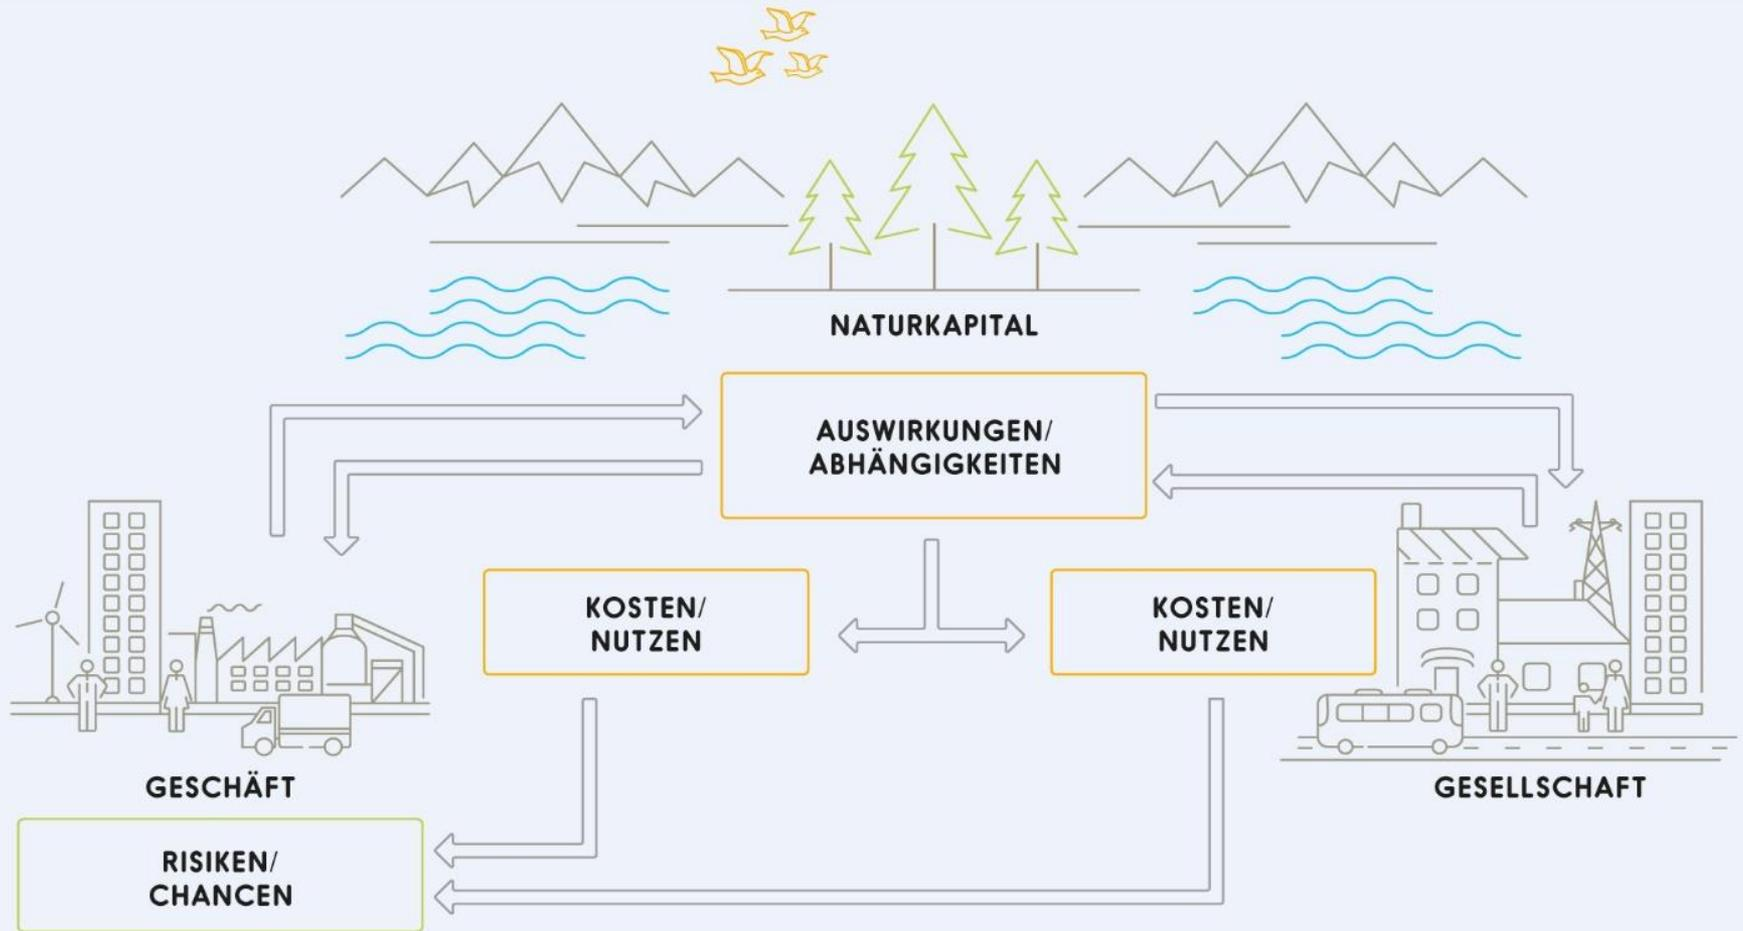 NATURKAPITAL
AUSWIRKUNGEN/
ABHÄNGIGKEITEN
KOSTEN/
NUTZEN
KOSTEN/
NUTZEN
GESCHÄFT
GESELLSCHAFT
RISIKEN/
CHANCEN